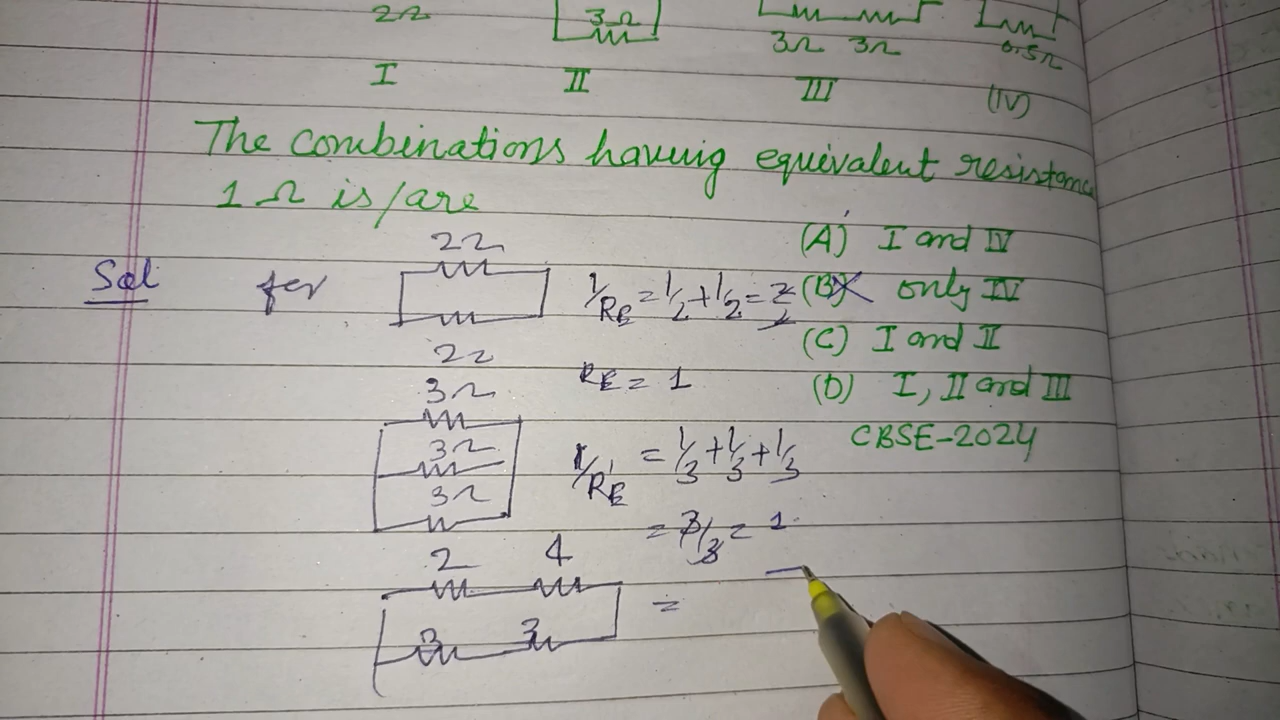 2Ω 3Ω 3Ω 3Ω 0.5Ω
I II III (IV)
The combinations having equivalent resistance
1 Ω is/are
(A) I and IV
(B) only IV
(C) I and II
(D) I, II and III
CBSE-2024
Sol for
2Ω
2Ω
1/RE = 1/2 + 1/2 = 2/2
RE = 1
3Ω
3Ω
3Ω
1/RE = 1/3 + 1/3 + 1/3
= 3/3 = 1
2 4
3 3
=